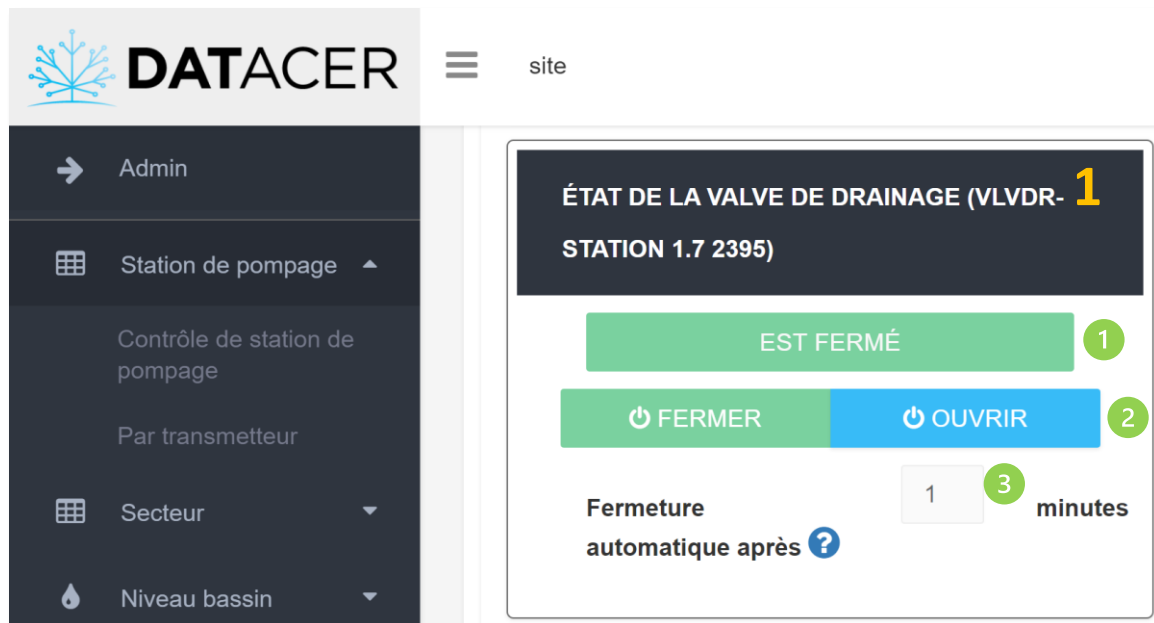 DATACER
site
Admin
Station de pompage
Contrôle de station de
pompage
Par transmetteur
Secteur
Niveau bassin
ÉTAT DE LA VALVE DE DRAINAGE (VLVDR- 1
STATION 1.7 2395)
EST FERMÉ 1
FERMER OUVRIR 2
Fermeture 1 3 minutes
automatique après ?